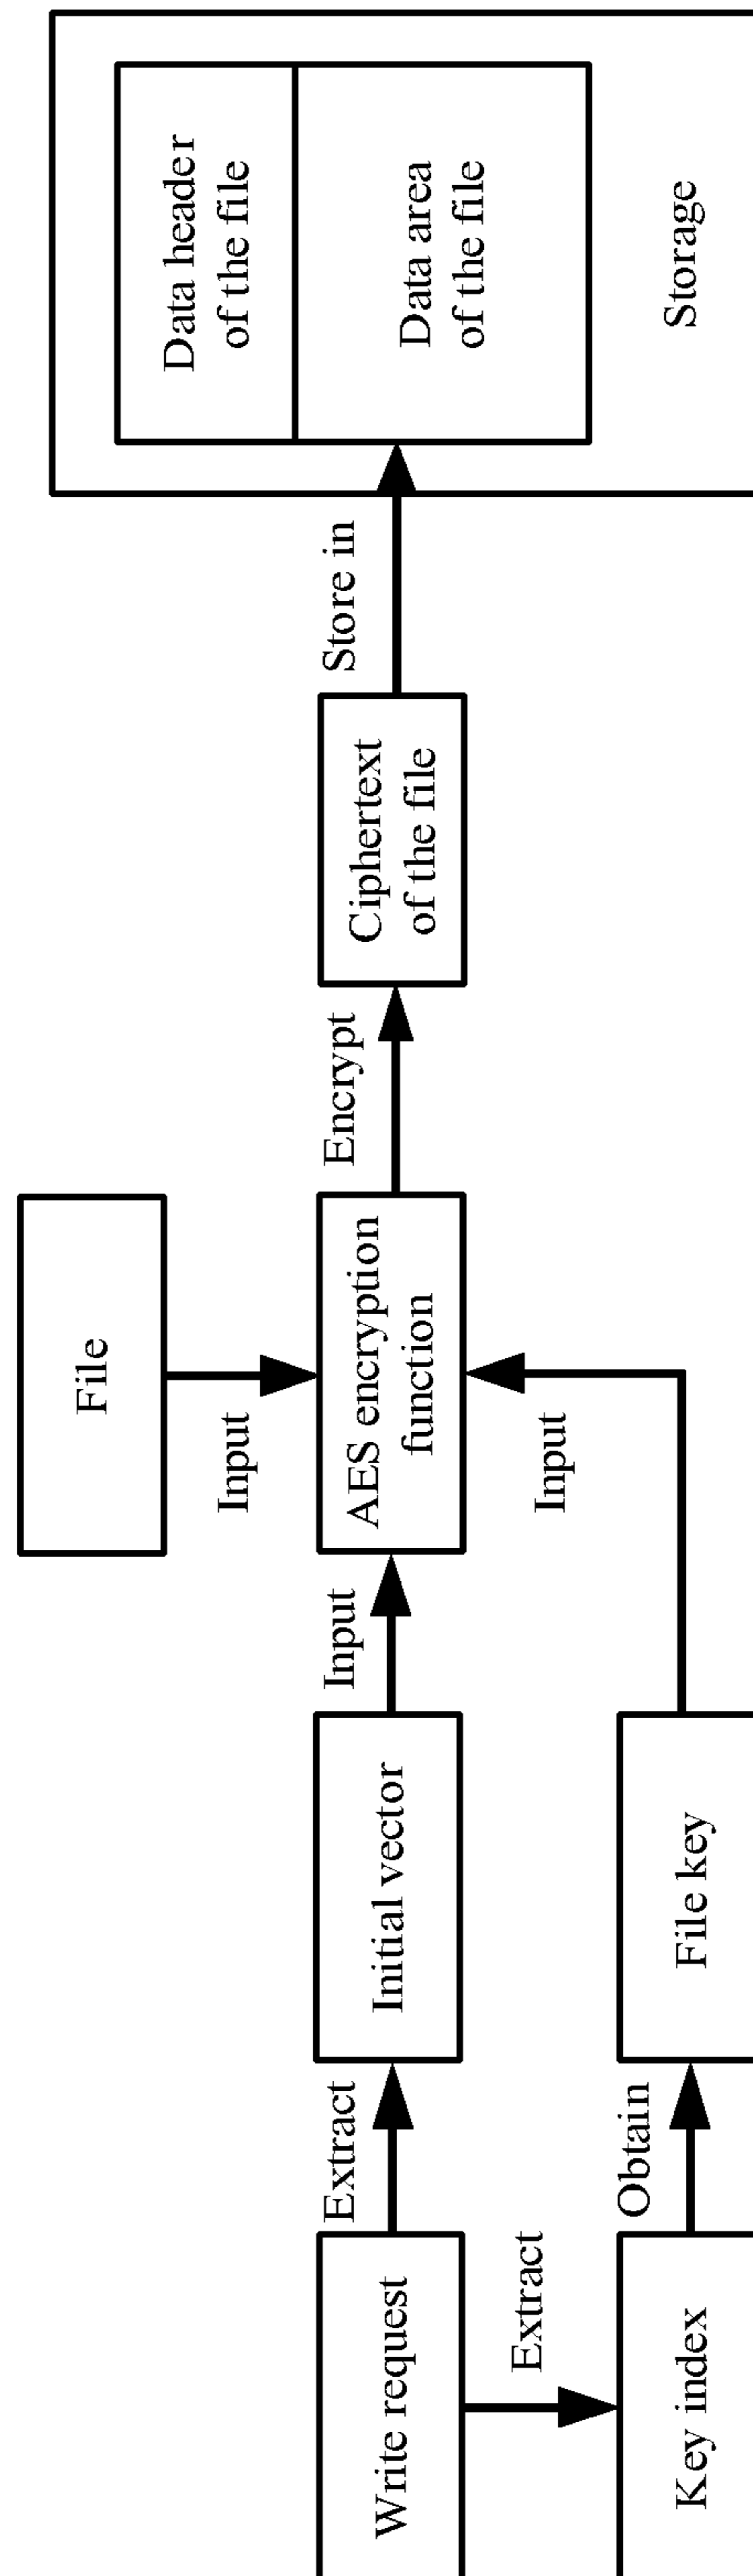 Write request
Extract
Extract
Key index
Initial vector
Obtain
File key
Input
File
Input
AES encryption
function
Input
Encrypt
Ciphertext
of the file
Store in
Data header
of the file
Data area
of the file
Storage